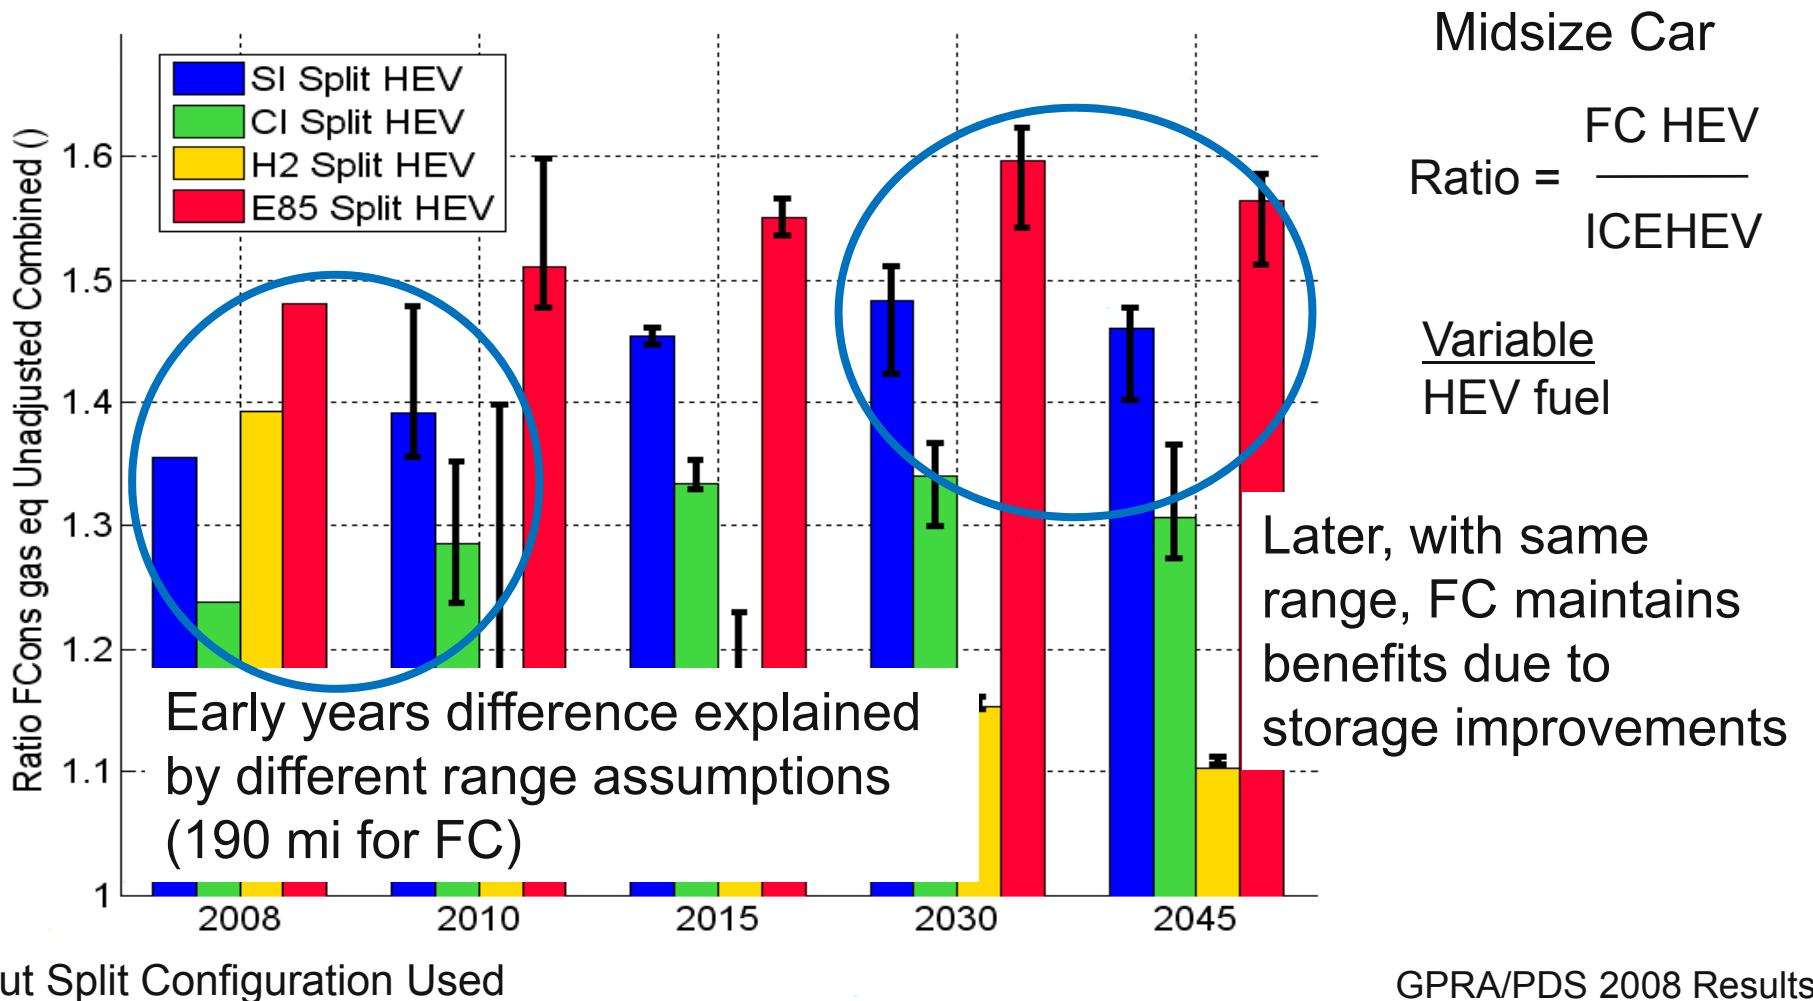 Midsize Car
SI Split HEV
CI Split HEV
H2 Split HEV
E85 Split HEV
Ratio FCons gas eq Unadjusted Combined ()
1.6
1.5
1.4
1.3
1.2
1.1
1
2008
2010
2015
2030
2045
FC HEV
Ratio =
ICEHEV
Variable
HEV fuel
Early years difference explained
by different range assumptions
(190 mi for FC)
Later, with same
range, FC maintains
benefits due to
storage improvements
ut Split Configuration Used
GPRA/PDS 2008 Results